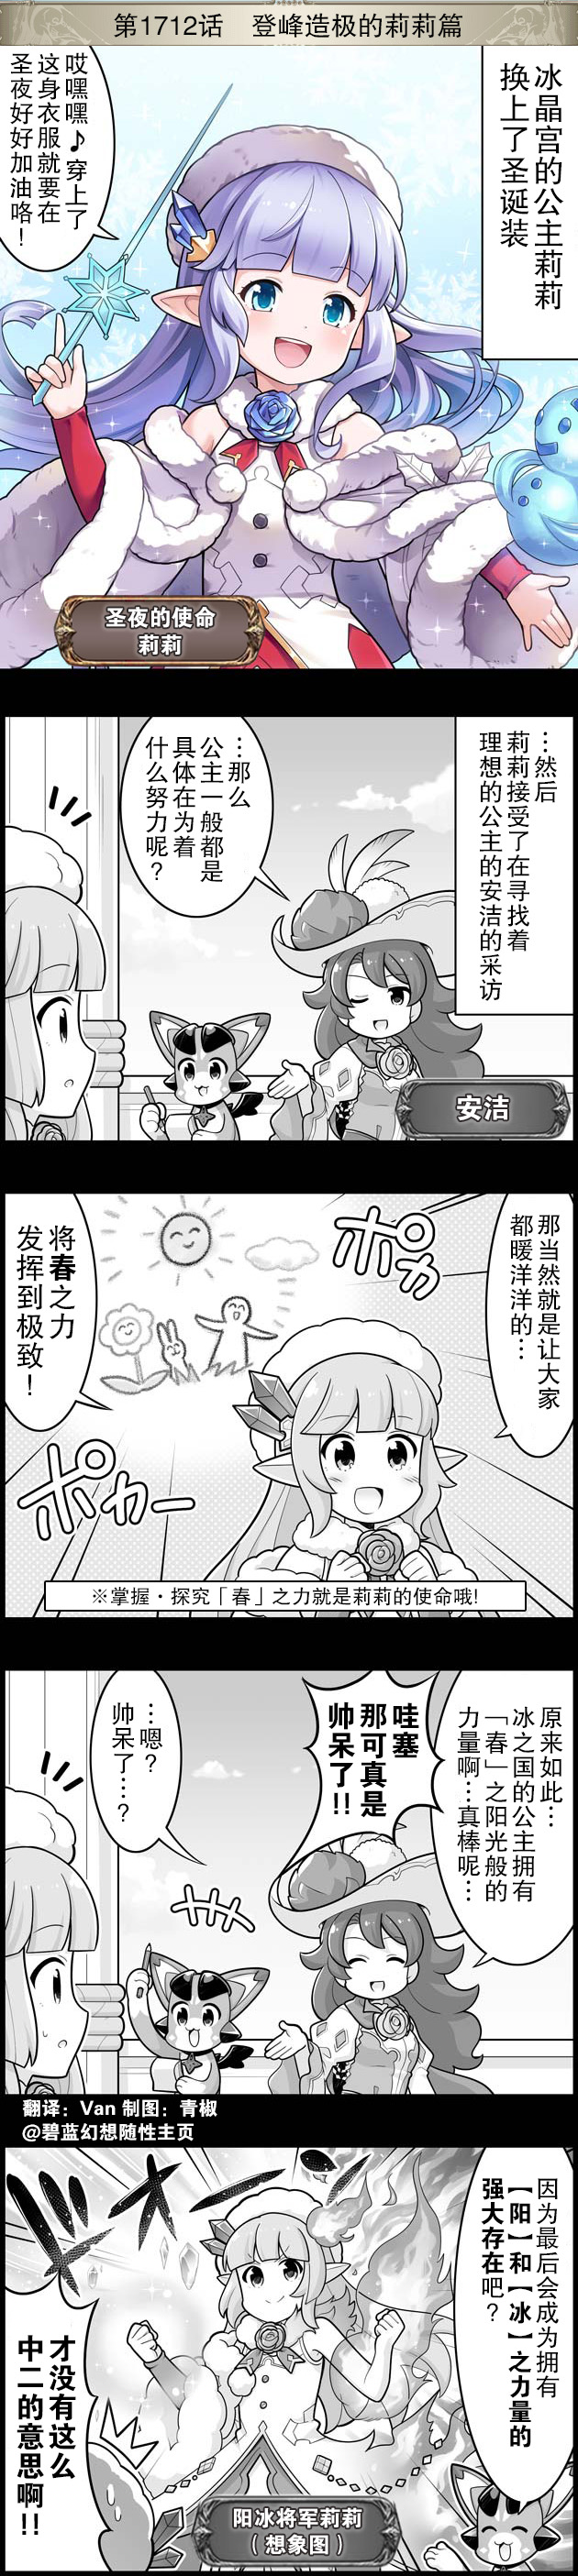 第1712话 登峰造极的莉莉篇
冰晶宫的公主莉莉
换上了圣诞装
哎嘿嘿♪穿上了
这身衣服就要在
圣夜好好加油咯！
圣夜的使命
莉莉
…然后
莉莉接受了在寻找着
理想的公主的安洁的采访
…那么
公主一般都是
具体在为着
什么努力呢？
安洁
那当然就是让大家
都暖洋洋的…
ポカ
将春之力
发挥到极致！
ポカー
※掌握・探究「春」之力就是莉莉的使命哦!
原来如此…
冰之国的公主拥有
「春」之阳光般的
力量啊…真棒呢…
哇塞
那可真是
帅呆了!!
…嗯？
帅呆了…？
翻译：Van 制图：青椒
@碧蓝幻想随性主页
因为最后会成为拥有
【阳】和【冰】之力量的
强大存在吧？
ドドド
才没有这么
中二的意思啊!!
阳冰将军莉莉
（想象图）